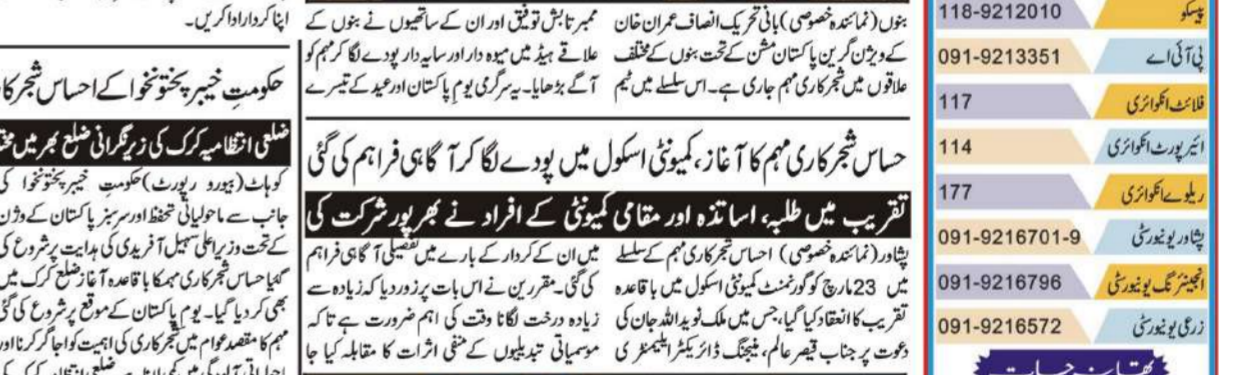 پیسکو 118-9212010
پی آئی اے 091-9213351
فلائٹ انکوائری 117
ائیرپورٹ انکوائری 114
ریلوے انکوائری 177
پشاور یونیورسٹی 091-9216701-9
انجینئرنگ یونیورسٹی 091-9216796
زرعی یونیورسٹی 091-9216572
بنوں (نمائندہ خصوصی) بانی تحریک انصاف عمران خان
کے ویژن گرین پاکستان مشن کے تحت بنوں کے مختلف
علاقوں میں شجرکاری مہم جاری ہے۔ اس سلسلے میں ٹیم
ممبر تابش توفیق اور ان کے ساتھیوں نے بنوں کے
علاقے ہیڈ میں میوہ دار اور سایہ دار پودے لگا کر مہم کو
آگے بڑھایا۔ یہ سرگرمی یوم پاکستان اور عید کے تیسرے
حساس شجرکاری مہم کا آغاز، کمیونٹی اسکول میں پودے لگا کر آگاہی فراہم کی گئی
تقریب میں طلبہ، اساتذہ اور مقامی کمیونٹی کے افراد نے بھرپور شرکت کی
پشاور (نمائندہ خصوصی) احساس شجرکاری مہم کے سلسلے
میں 23 مارچ کو گورنمنٹ کمیونٹی اسکول میں باقاعدہ
تقریب کا انعقاد کیا گیا، جس میں ملک نوید اللہ جان کی
دعوت پر جناب قیصر عالم، منیجنگ ڈائریکٹر ایلیمنٹری
میں ان کے کردار کے بارے میں تفصیلی آگاہی فراہم
کی گئی۔ مقررین نے اس بات پر زور دیا کہ زیادہ سے
زیادہ درخت لگانا وقت کی اہم ضرورت ہے تاکہ
موسمیاتی تبدیلیوں کے منفی اثرات کا مقابلہ کیا جا
اپنا کردار ادا کریں۔
حکومتِ خیبر پختونخوا کے احساس
ضلعی انتظامیہ کرک کی زیرنگرانی ضلع بھر میں
کوہاٹ (بیورو رپورٹ) حکومتِ خیبر پختونخوا کی
جانب سے ماحولیاتی تحفظ اور سرسبز پاکستان کے وژن
کے تحت وزیراعلیٰ سہیل آفریدی کی ہدایت پر شروع کی
گئیا حساس شجرکاری مہمکا باقاعدہ آغاز ضلع کرک میں
بھی کر دیا گیا۔ یوم پاکستان کے موقع پر شروع کی گئی
مہم کا مقصد عوام میں شجرکاری کی اہمیت کو اجاگر کرنا اور